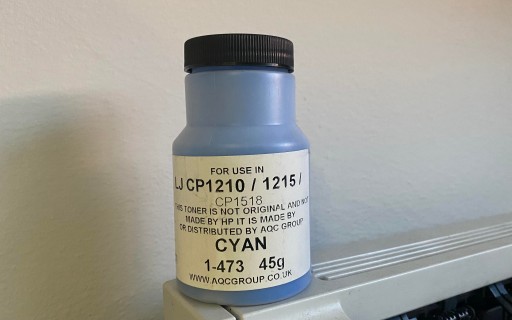 FOR USE IN
LJ CP1210 / 1215 /
CP1518
THIS TONER IS NOT ORIGINAL AND NOT
MADE BY HP IT IS MADE BY
OR DISTRIBUTED BY AQC GROUP
CYAN
1-473 45g
WWW.AQCGROUP.CO.UK